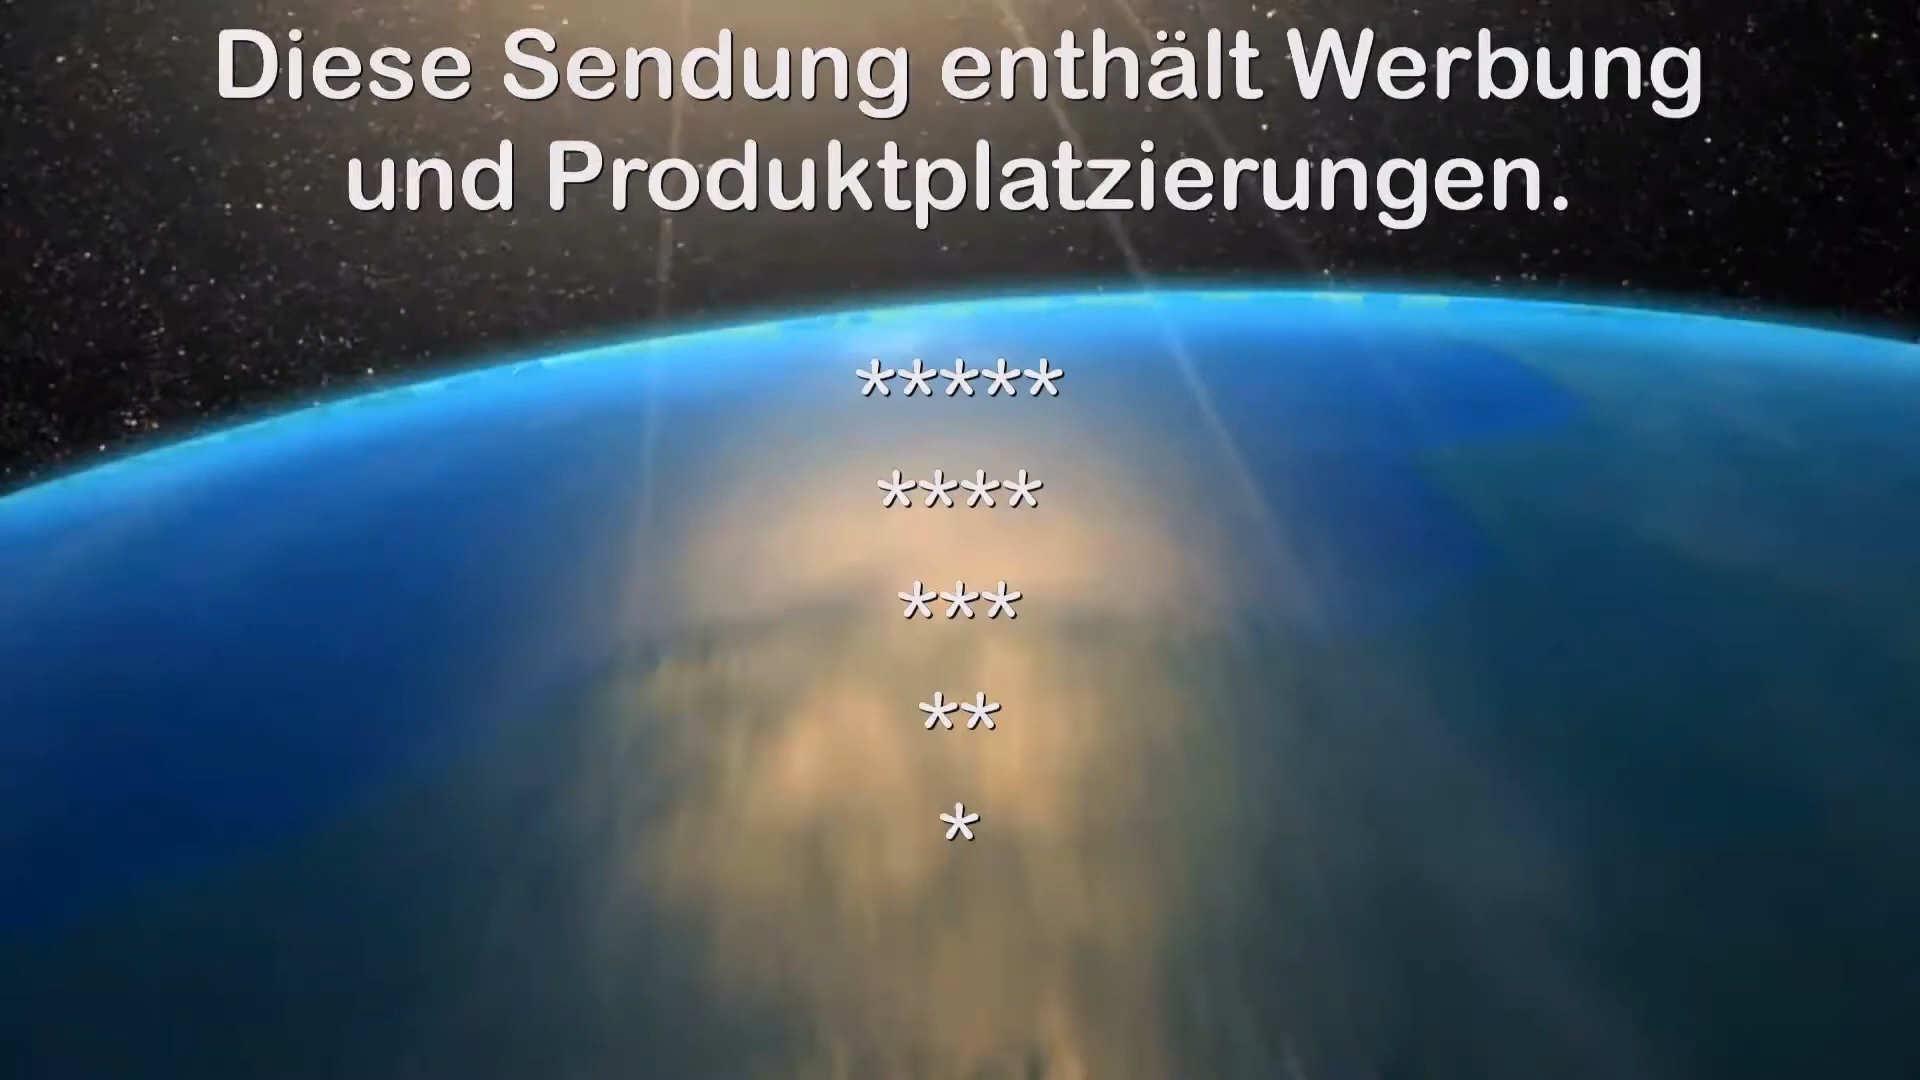 Diese Sendung enthält Werbung
und Produktplatzierungen.
*****
****
***
**
*